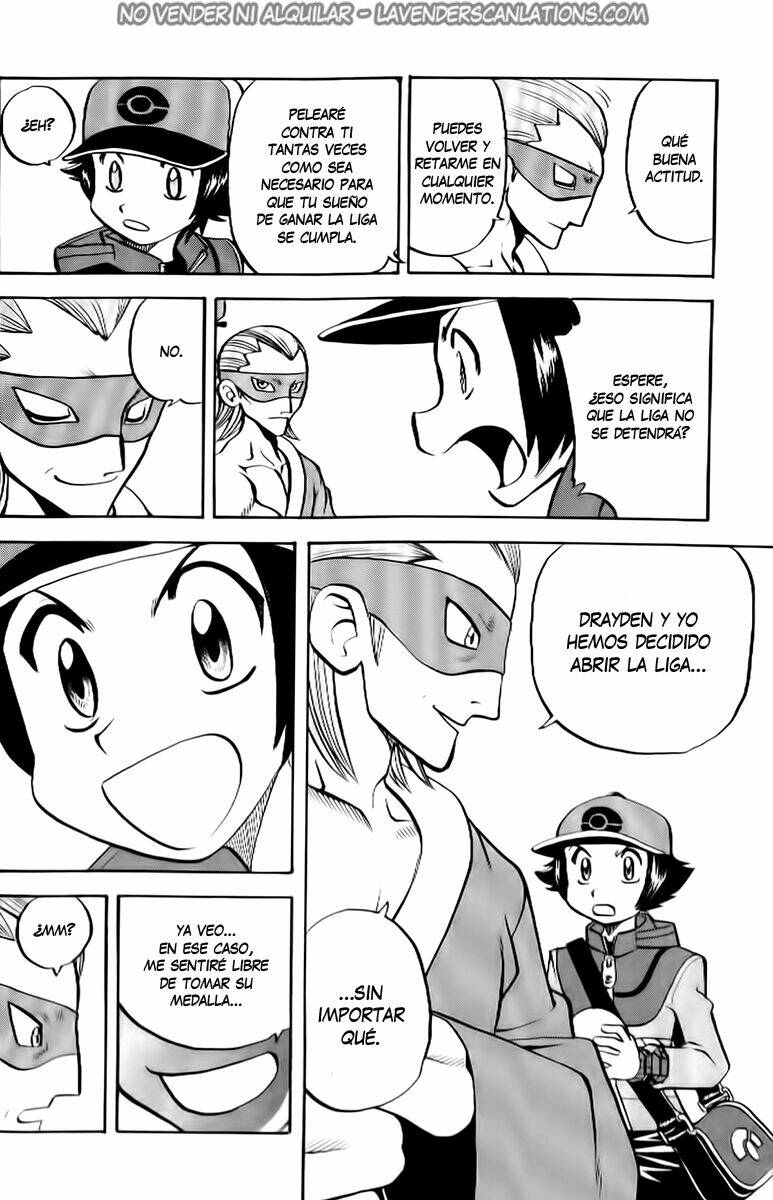 NO VENDER NI ALQUILAR - LAVENDERSCANLATIONS.COM
QUÉ
BUENA
ACTITUD.
PUEDES
VOLVER Y
RETARME EN
CUALQUIER
MOMENTO.
PELEARÉ
CONTRA TI
TANTAS VECES
COMO SEA
NECESARIO PARA
QUE TU SUEÑO
DE GANAR LA LIGA
SE CUMPLA.
¿EH?
ESPERE,
¿ESO SIGNIFICA
QUE LA LIGA NO
SE DETENDRÁ?
NO.
DRAYDEN Y YO
HEMOS DECIDIDO
ABRIR LA LIGA...
...SIN
IMPORTAR
QUÉ.
YA VEO...
EN ESE CASO,
ME SENTIRÉ LIBRE
DE TOMAR SU
MEDALLA...
¿MM?